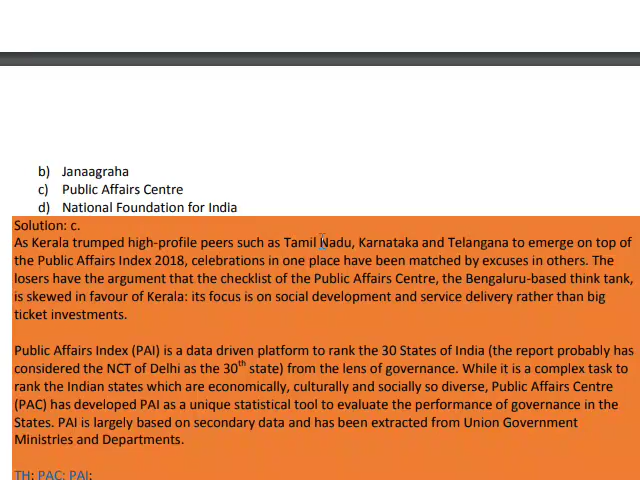 b) Janaagraha
c) Public Affairs Centre
d) National Foundation for India
Solution: c.
As Kerala trumped high-profile peers such as Tamil Nadu, Karnataka and Telangana to emerge on top of
the Public Affairs Index 2018, celebrations in one place have been matched by excuses in others. The
losers have the argument that the checklist of the Public Affairs Centre, the Bengaluru-based think tank,
is skewed in favour of Kerala: its focus is on social development and service delivery rather than big
ticket investments.
Public Affairs Index (PAI) is a data driven platform to rank the 30 States of India (the report probably has
considered the NCT of Delhi as the 30th state) from the lens of governance. While it is a complex task to
rank the Indian states which are economically, culturally and socially so diverse, Public Affairs Centre
(PAC) has developed PAI as a unique statistical tool to evaluate the performance of governance in the
States. PAI is largely based on secondary data and has been extracted from Union Government
Ministries and Departments.
TH; PAC; PAI;